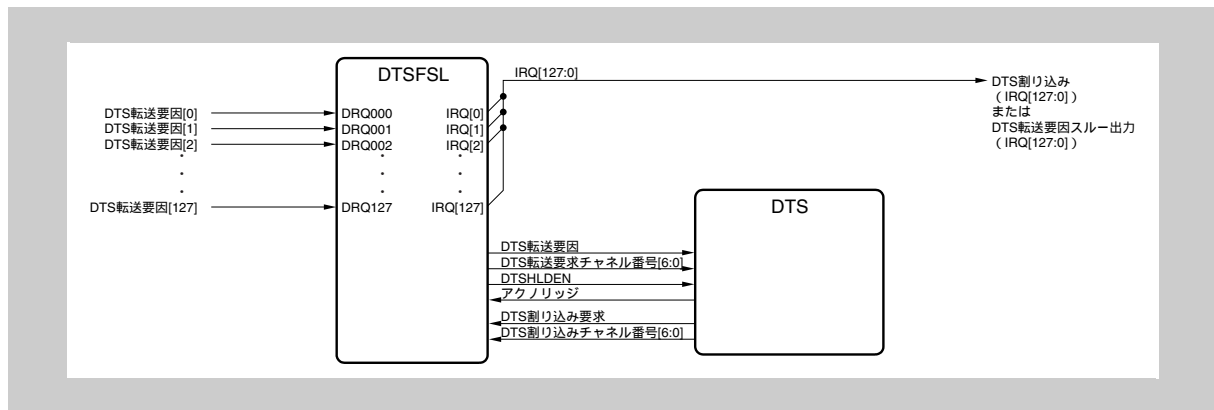 DTSFSL
IRQ[127:0]
DTS割り込み
(IRQ[127:0])
または
DTS転送要因スルー出力
(IRQ[127:0])
DTS転送要因[0] DRQ000 IRQ[0]
DTS転送要因[1] DRQ001 IRQ[1]
DTS転送要因[2] DRQ002 IRQ[2]
・ ・ ・
・ ・ ・
・ ・ ・
DTS転送要因[127] DRQ127 IRQ[127]
DTS
DTS転送要因
DTS転送要求チャネル番号[6:0]
DTSHLDEN
アクノリッジ
DTS割り込み要求
DTS割り込みチャネル番号[6:0]